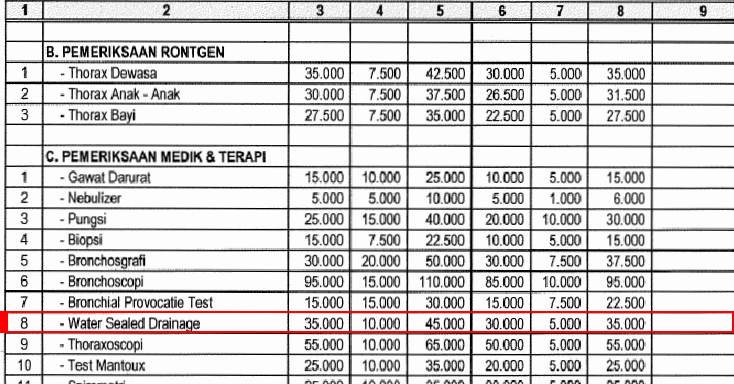 1 2 3 4 5 6 7 8 9
B. PEMERIKSAAN RONTGEN
1 - Thorax Dewasa 35.000 7.500 42.500 30.000 5.000 35.000
2 - Thorax Anak - Anak 30.000 7.500 37.500 26.500 5.000 31.500
3 - Thorax Bayi 27.500 7.500 35.000 22.500 5.000 27.500
C. PEMERIKSAAN MEDIK & TERAPI
1 - Gawat Darurat 15.000 10.000 25.000 10.000 5.000 15.000
2 - Nebulizer 5.000 5.000 10.000 5.000 1.000 6.000
3 - Pungsi 25.000 15.000 40.000 20.000 10.000 30.000
4 - Biopsi 15.000 7.500 22.500 10.000 5.000 15.000
5 - Bronchosgrafi 30.000 20.000 50.000 30.000 7.500 37.500
6 - Bronchoscopi 95.000 15.000 110.000 85.000 10.000 95.000
7 - Bronchial Provocatie Test 15.000 15.000 30.000 15.000 7.500 22.500
8 - Water Sealed Drainage 35.000 10.000 45.000 30.000 5.000 35.000
9 - Thoraxoscopi 55.000 10.000 65.000 50.000 5.000 55.000
10 - Test Mantoux 25.000 10.000 35.000 20.000 5.000 25.000